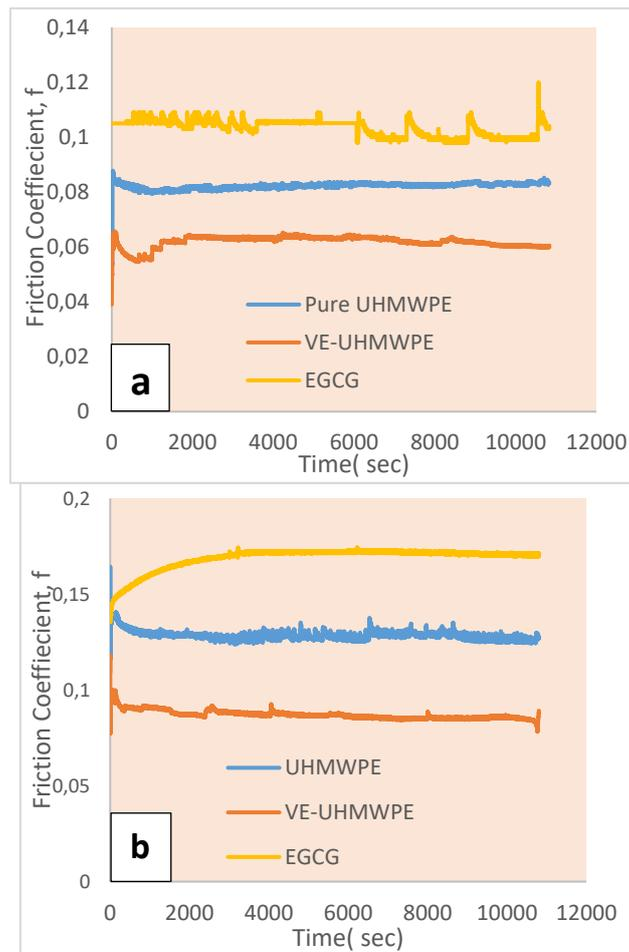 0,14
0,12
0,1
0,08
0,06
0,04
0,02
0
Friction Coeffiecient, f
Pure UHMWPE
VE-UHMWPE
EGCG
a
0 2000 4000 6000 8000 10000 12000
Time( sec)
0,2
0,15
0,1
0,05
0
Friction Coeffiecient, f
UHMWPE
VE-UHMWPE
EGCG
b
0 2000 4000 6000 8000 10000 12000
Time( sec)